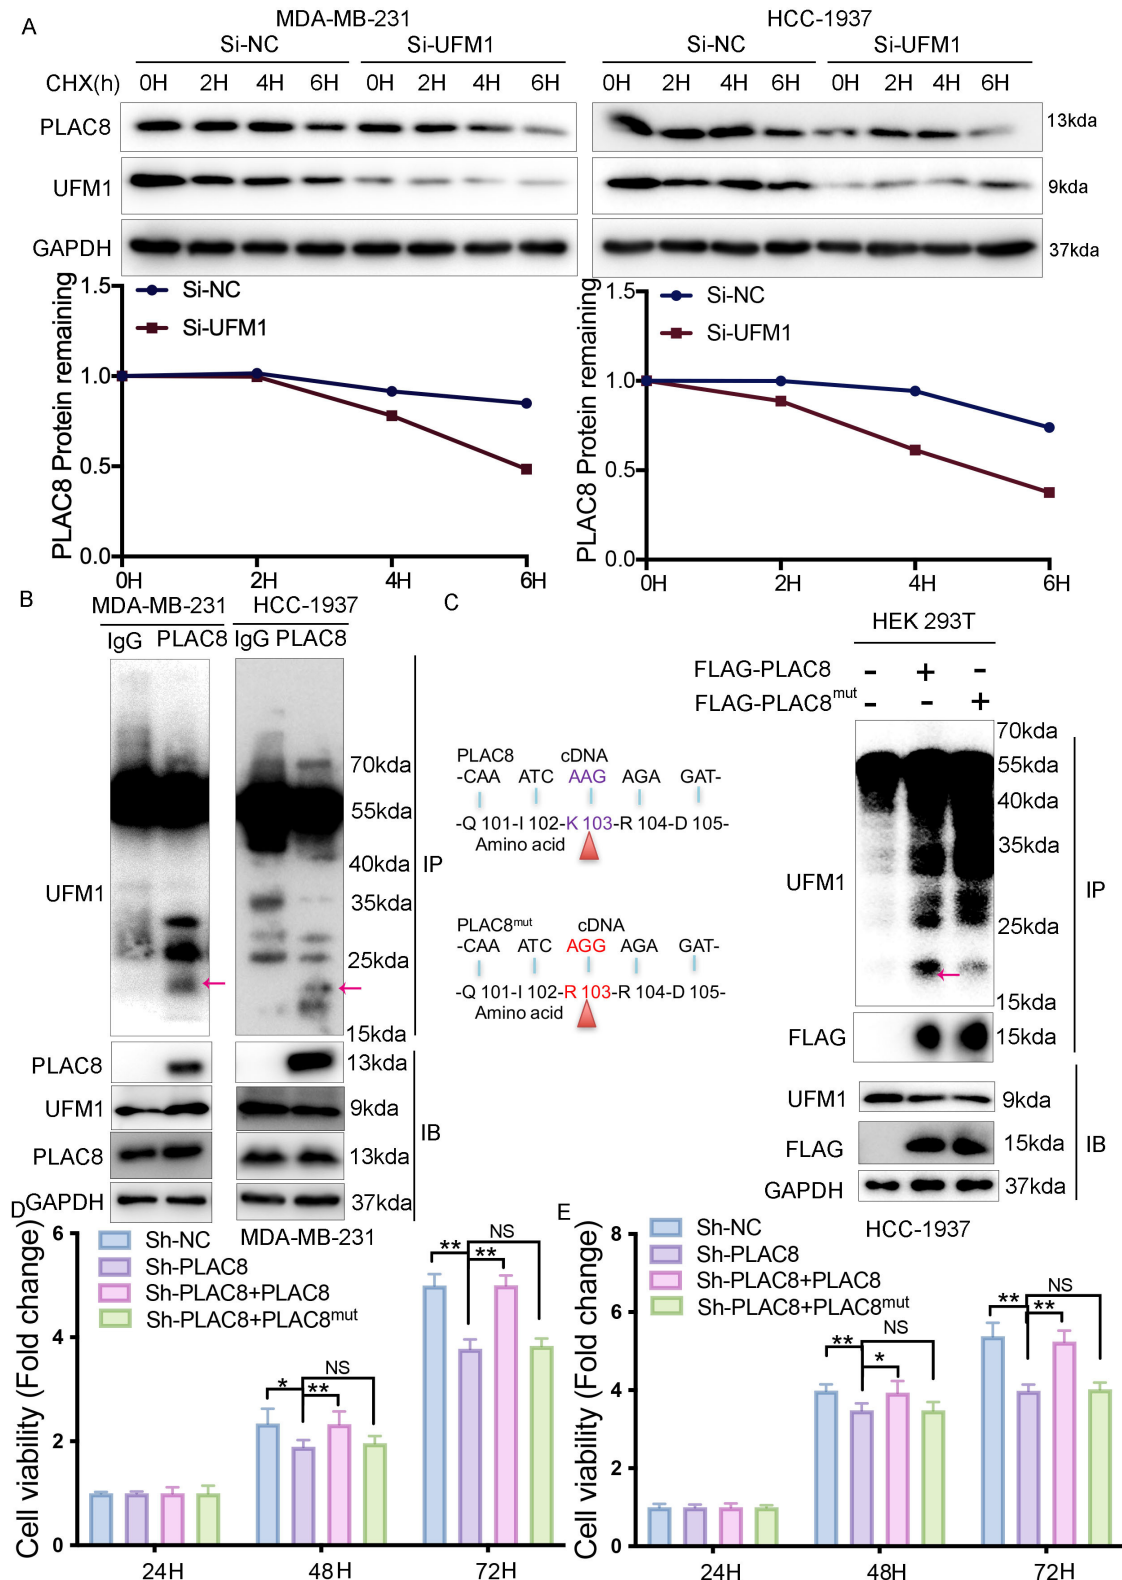 A
MDA-MB-231 HCC-1937
Si-NC Si-UFM1 Si-NC Si-UFM1
CHX(h) 0H 2H 4H 6H 0H 2H 4H 6H 0H 2H 4H 6H 0H 2H 4H 6H
PLAC8 13kda
UFM1 9kda
GAPDH 37kda
PLAC8 Protein remaining
1.5
1.0
0.5
0.0
Si-NC
Si-UFM1
0H 2H 4H 6H
PLAC8 Protein remaining
1.5
1.0
0.5
0.0
Si-NC
Si-UFM1
0H 2H 4H 6H
B
MDA-MB-231 HCC-1937
IgG PLAC8 IgG PLAC8
UFM1
70kda
55kda
40kda
35kda
25kda
15kda
IP
PLAC8 13kda
UFM1 9kda
PLAC8 13kda
GAPDH 37kda
IB
C
PLAC8 cDNA
-CAA ATC AAG AGA GAT-
-Q 101-I 102-K 103-R 104-D 105-
Amino acid
PLAC8mut cDNA
-CAA ATC AGG AGA GAT-
-Q 101-I 102-R 103-R 104-D 105-
Amino acid
HEK 293T
FLAG-PLAC8 - + -
FLAG-PLAC8mut - - +
UFM1
70kda
55kda
40kda
35kda
25kda
15kda
IP
FLAG 15kda
UFM1 9kda
FLAG 15kda
GAPDH 37kda
IB
D
MDA-MB-231
Cell viability (Fold change)
6
4
2
0
Sh-NC
Sh-PLAC8
Sh-PLAC8+PLAC8
Sh-PLAC8+PLAC8mut
* ** NS
** ** NS
24H 48H 72H
E
HCC-1937
Cell viability (Fold change)
8
6
4
2
0
Sh-NC
Sh-PLAC8
Sh-PLAC8+PLAC8
Sh-PLAC8+PLAC8mut
** * NS
** ** NS
24H 48H 72H